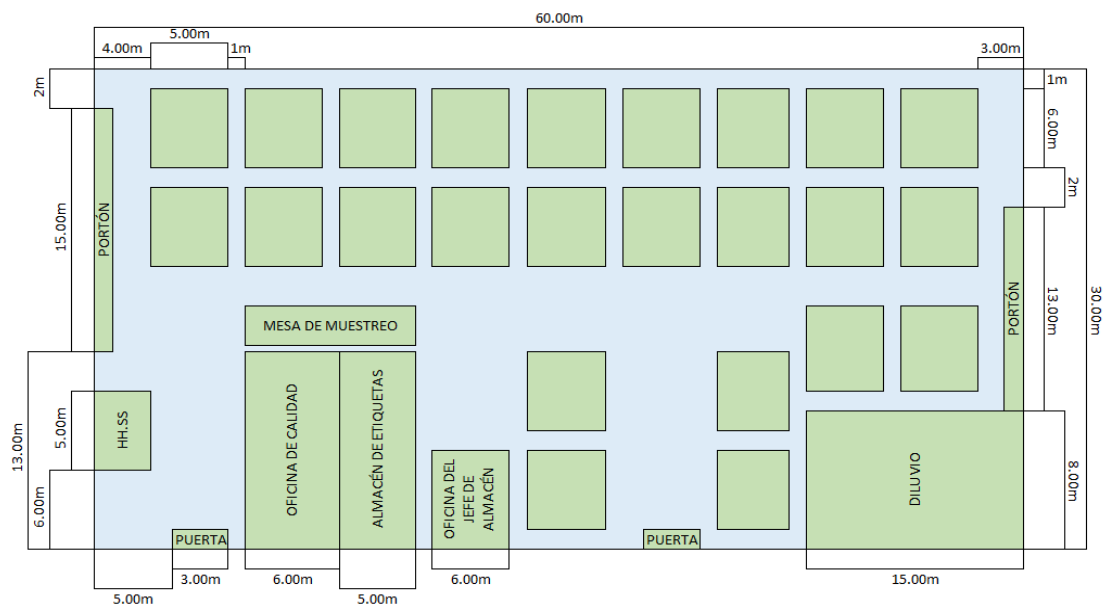 60.00m
5.00m
4.00m
1m
3.00m
2m
1m
6.00m
2m
15.00m
PORTÓN
PORTÓN
13.00m
30.00m
MESA DE MUESTREO
13.00m
5.00m
HH.SS
OFICINA DE CALIDAD
ALMACÉN DE ETIQUETAS
OFICINA DEL
JEFE DE
ALMACÉN
DILUVIO
8.00m
6.00m
PUERTA
PUERTA
3.00m
6.00m
6.00m
15.00m
5.00m
5.00m